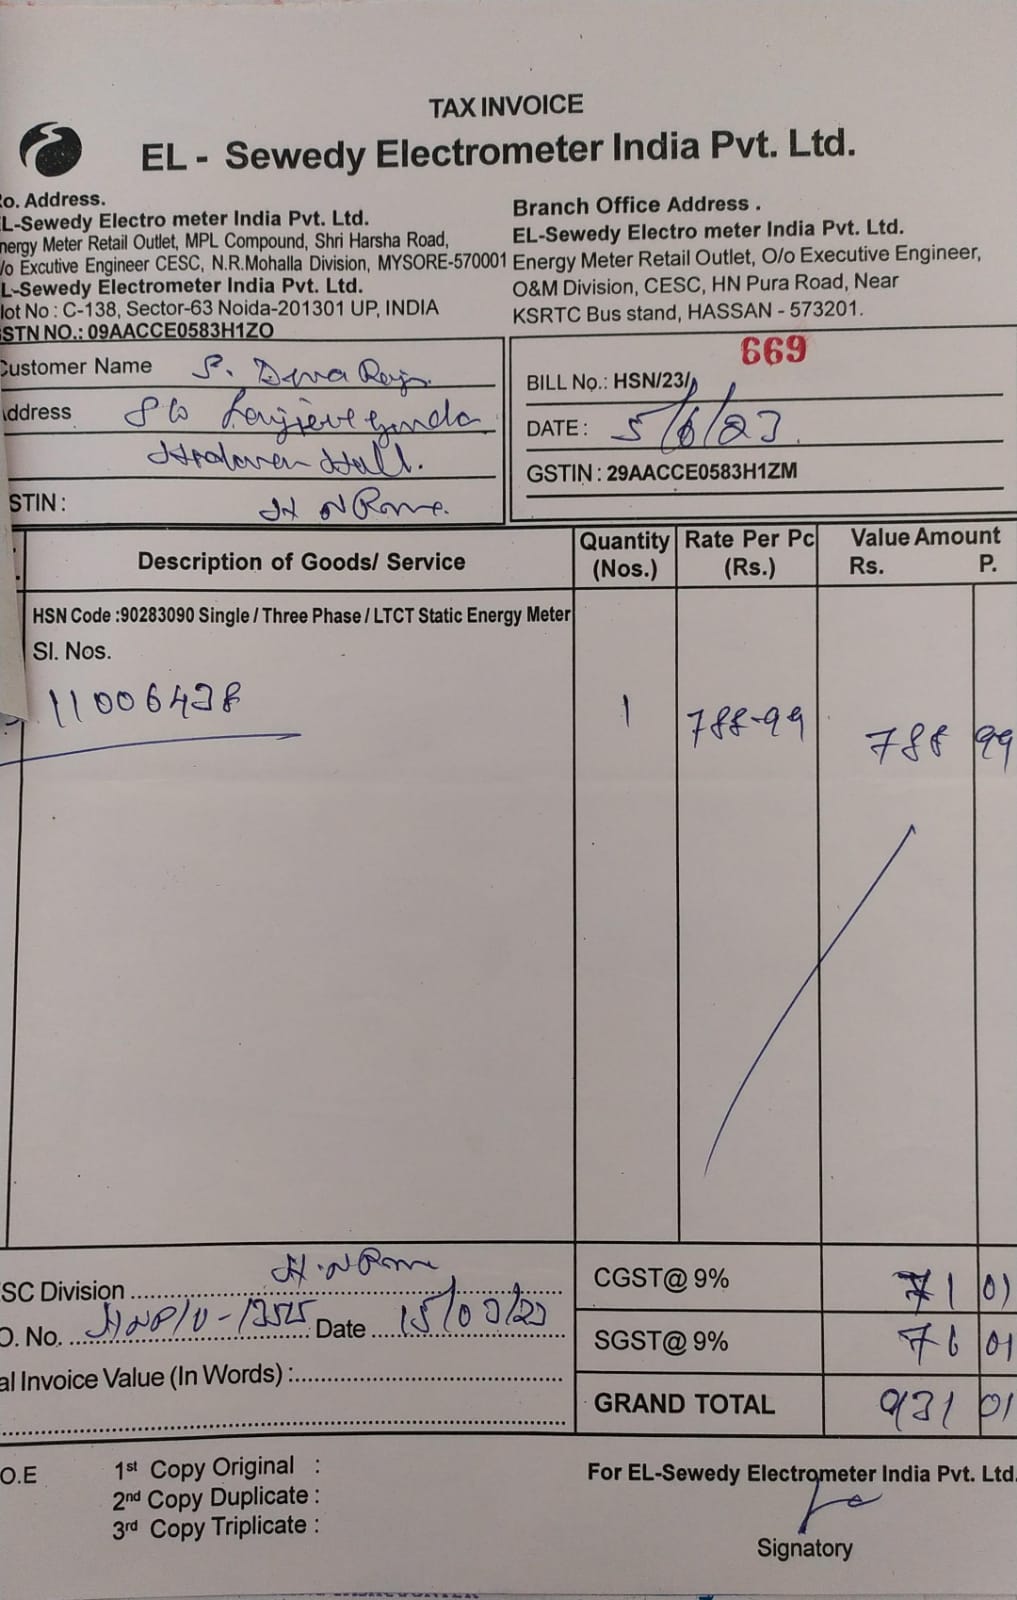 TAX INVOICE
EL - Sewedy Electrometer India Pvt. Ltd.
o. Address.
L-Sewedy Electro meter India Pvt. Ltd.
nergy Meter Retail Outlet, MPL Compound, Shri Harsha Road,
/o Excutive Engineer CESC, N.R.Mohalla Division, MYSORE-570001
L-Sewedy Electrometer India Pvt. Ltd.
lot No : C-138, Sector-63 Noida-201301 UP, INDIA
STN NO.: 09AACCE0583H1ZO
Branch Office Address .
EL-Sewedy Electro meter India Pvt. Ltd.
Energy Meter Retail Outlet, O/o Executive Engineer,
O&M Division, CESC, HN Pura Road, Near
KSRTC Bus stand, HASSAN - 573201.
Customer Name S.
ddress S/o
STIN :
669
BILL No.: HSN/23/
DATE : 5/6/23
GSTIN : 29AACCE0583H1ZM
Description of Goods/ Service Quantity (Nos.) Rate Per Pc (Rs.) Value Amount Rs. P.
HSN Code :90283090 Single / Three Phase / LTCT Static Energy Meter
Sl. Nos.
11006438 1 788-99 788 99
SC Division
O. No. Date
al Invoice Value (In Words) :
CGST@ 9% 71 01
SGST@ 9% 01
GRAND TOTAL 931 01
O.E
1st Copy Original :
2nd Copy Duplicate :
3rd Copy Triplicate :
For EL-Sewedy Electrometer India Pvt. Ltd.
Signatory